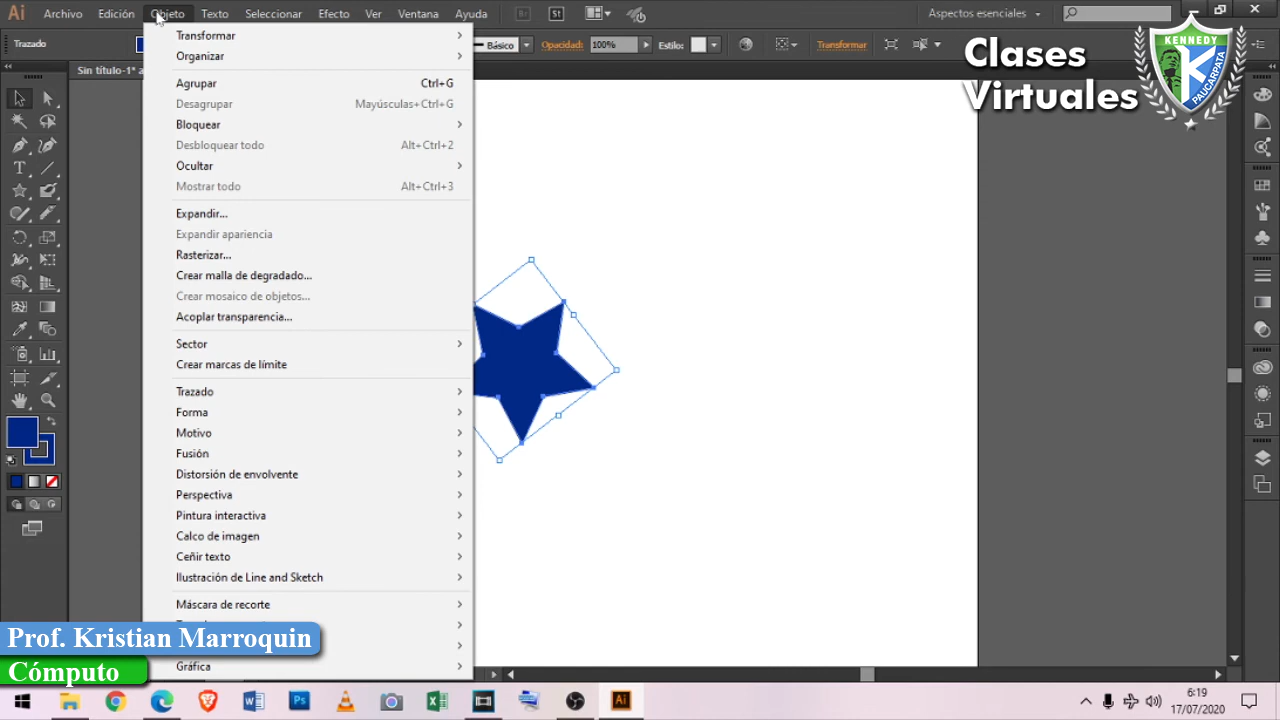 Ai Archivo Edición Objeto Texto Seleccionar Efecto Ver Ventana Ayuda Br St Aspectos esenciales
Trazado Básico Opacidad: 100% Estilo: Transformar
Sin título-1* a
Clases
Virtuales
KENNEDY
PAUCARPATA
Transformar
Organizar
Agrupar Ctrl+G
Desagrupar Mayúsculas+Ctrl+G
Bloquear
Desbloquear todo Alt+Ctrl+2
Ocultar
Mostrar todo Alt+Ctrl+3
Expandir...
Expandir apariencia
Rasterizar...
Crear malla de degradado...
Crear mosaico de objetos...
Acoplar transparencia...
Sector
Crear marcas de límite
Trazado
Forma
Motivo
Fusión
Distorsión de envolvente
Perspectiva
Pintura interactiva
Calco de imagen
Ceñir texto
Ilustración de Line and Sketch
Máscara de recorte
Gráfica
Prof. Kristian Marroquin
Cómputo
6:19
17/07/2020